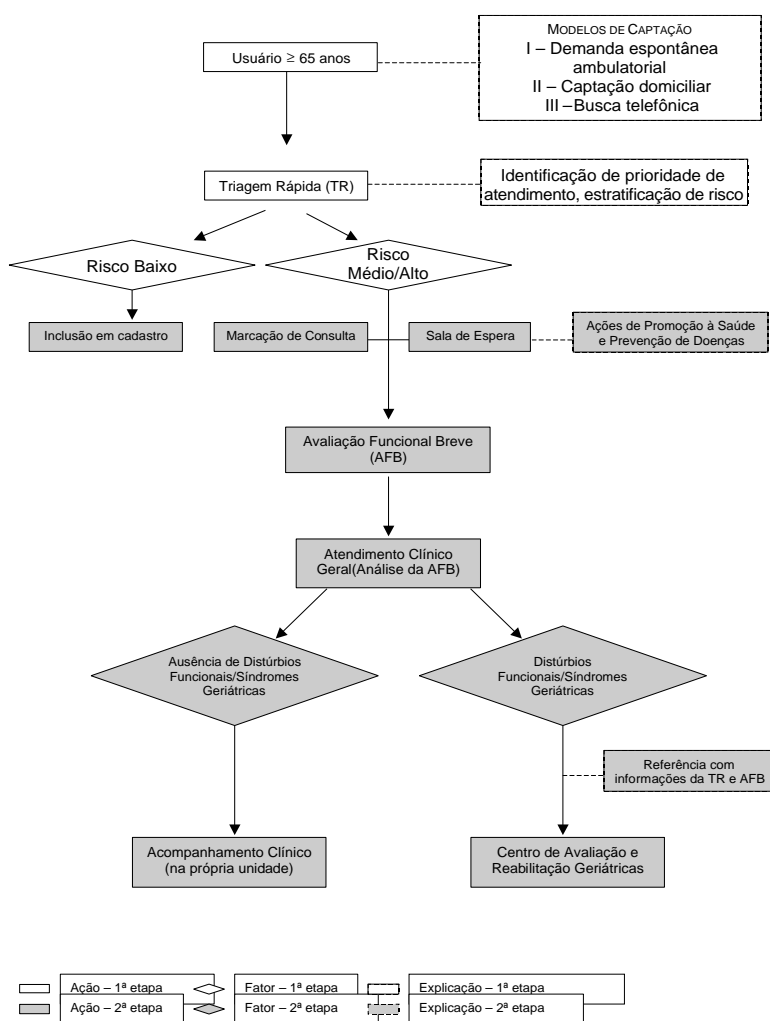 Usuário ≥ 65 anos
MODELOS DE CAPTAÇÃO
I – Demanda espontânea
ambulatorial
II – Captação domiciliar
III –Busca telefônica
Triagem Rápida (TR)
Identificação de prioridade de
atendimento, estratificação de risco
Risco Baixo
Risco
Médio/Alto
Inclusão em cadastro
Marcação de Consulta
Sala de Espera
Ações de Promoção à Saúde
e Prevenção de Doenças
Avaliação Funcional Breve
(AFB)
Atendimento Clínico
Geral(Análise da AFB)
Ausência de Distúrbios
Funcionais/Síndromes
Geriátricas
Distúrbios
Funcionais/Síndromes
Geriátricas
Referência com
informações da TR e AFB
Acompanhamento Clínico
(na própria unidade)
Centro de Avaliação e
Reabilitação Geriátricas
Ação – 1ª etapa
Fator – 1ª etapa
Explicação – 1ª etapa
Ação – 2ª etapa
Fator – 2ª etapa
Explicação – 2ª etapa